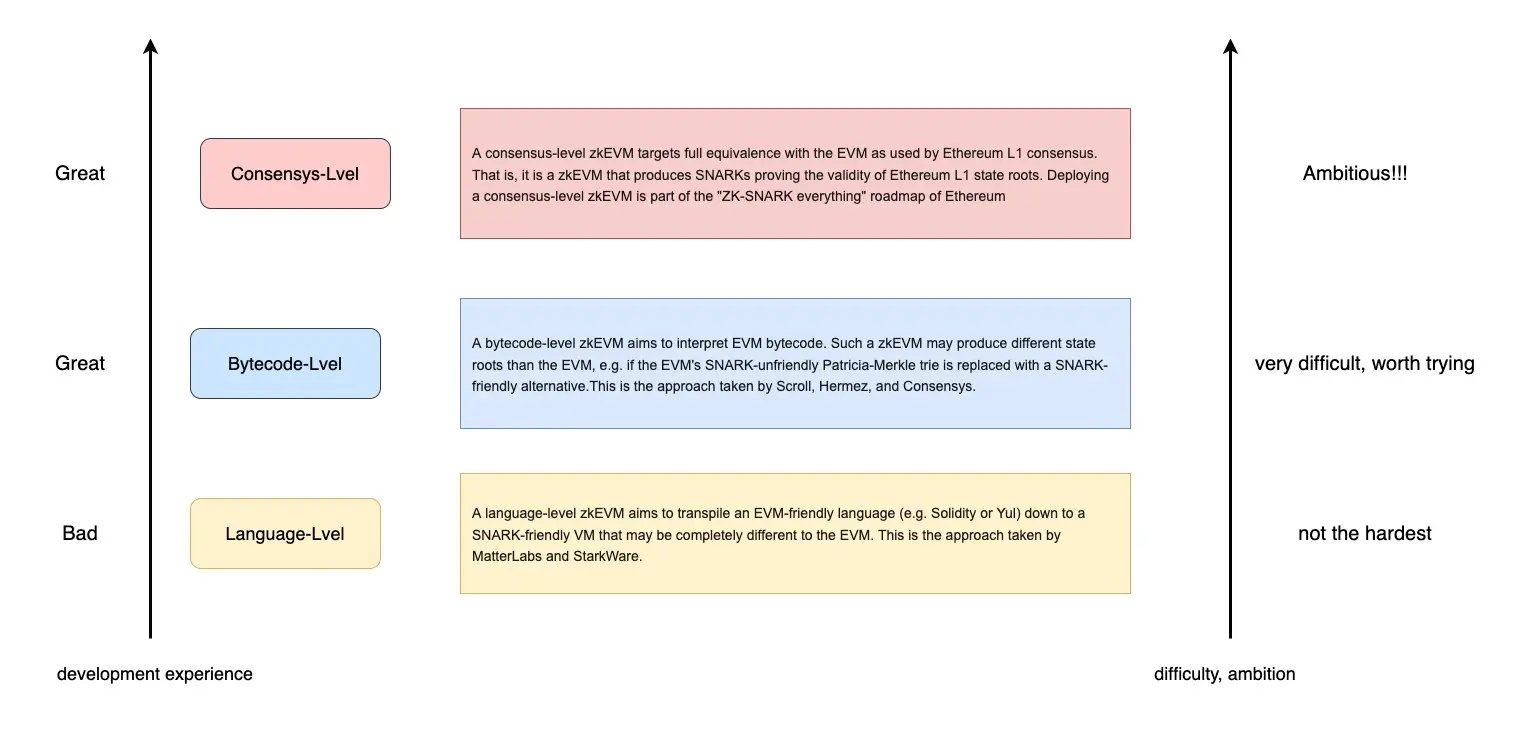 Great
Consensys-Lvel
A consensus-level zkEVM targets full equivalence with the EVM as used by Ethereum L1 consensus.
That is, it is a zkEVM that produces SNARKs proving the validity of Ethereum L1 state roots. Deploying
a consensus-level zkEVM is part of the "ZK-SNARK everything" roadmap of Ethereum
Ambitious!!!
Great
Bytecode-Lvel
A bytecode-level zkEVM aims to interpret EVM bytecode. Such a zkEVM may produce different state
roots than the EVM, e.g. if the EVM's SNARK-unfriendly Patricia-Merkle trie is replaced with a SNARK-
friendly alternative.This is the approach taken by Scroll, Hermez, and Consensys.
very difficult, worth trying
Bad
Language-Lvel
A language-level zkEVM aims to transpile an EVM-friendly language (e.g. Solidity or Yul) down to a
SNARK-friendly VM that may be completely different to the EVM. This is the approach taken by
MatterLabs and StarkWare.
not the hardest
development experience
difficulty, ambition